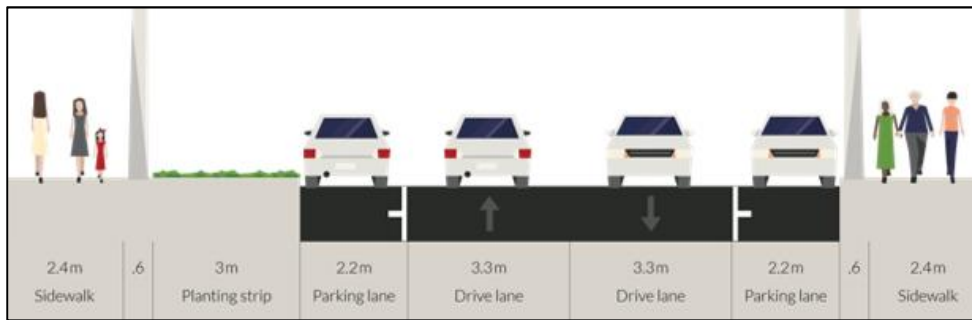 2.4m
Sidewalk
.6
3m
Planting strip
2.2m
Parking lane
3.3m
Drive lane
3.3m
Drive lane
2.2m
Parking lane
.6
2.4m
Sidewalk